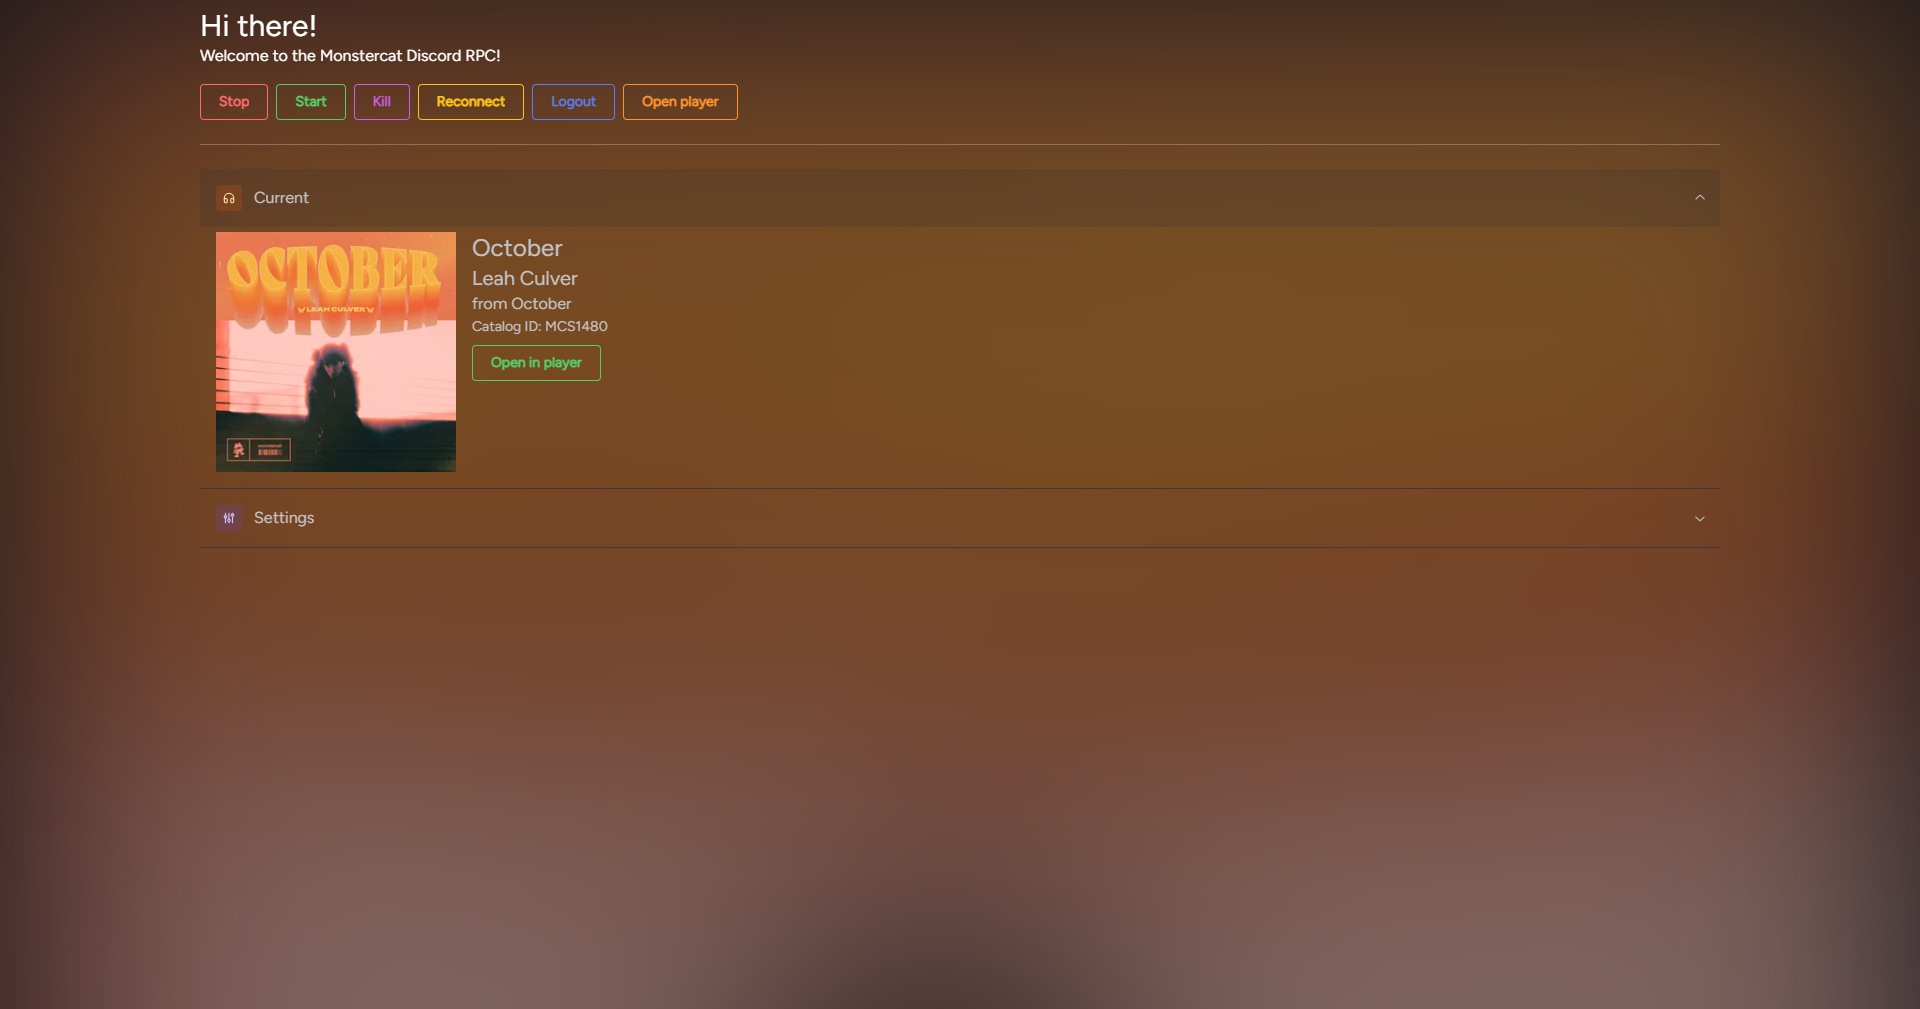 Hi there!
Welcome to the Monstercat Discord RPC!
Stop Start Kill Reconnect Logout Open player
Current
OCTOBER
LEAH CULVER
October
Leah Culver
from October
Catalog ID: MCS1480
Open in player
Settings